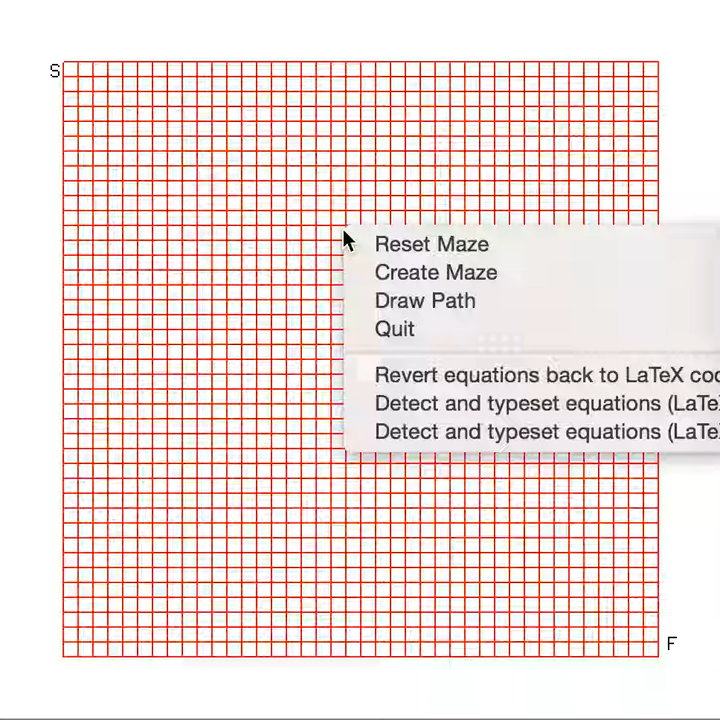 S
Reset Maze
Create Maze
Draw Path
Quit
Revert equations back to LaTeX
Detect and typeset equations
Detect and typeset equations
F